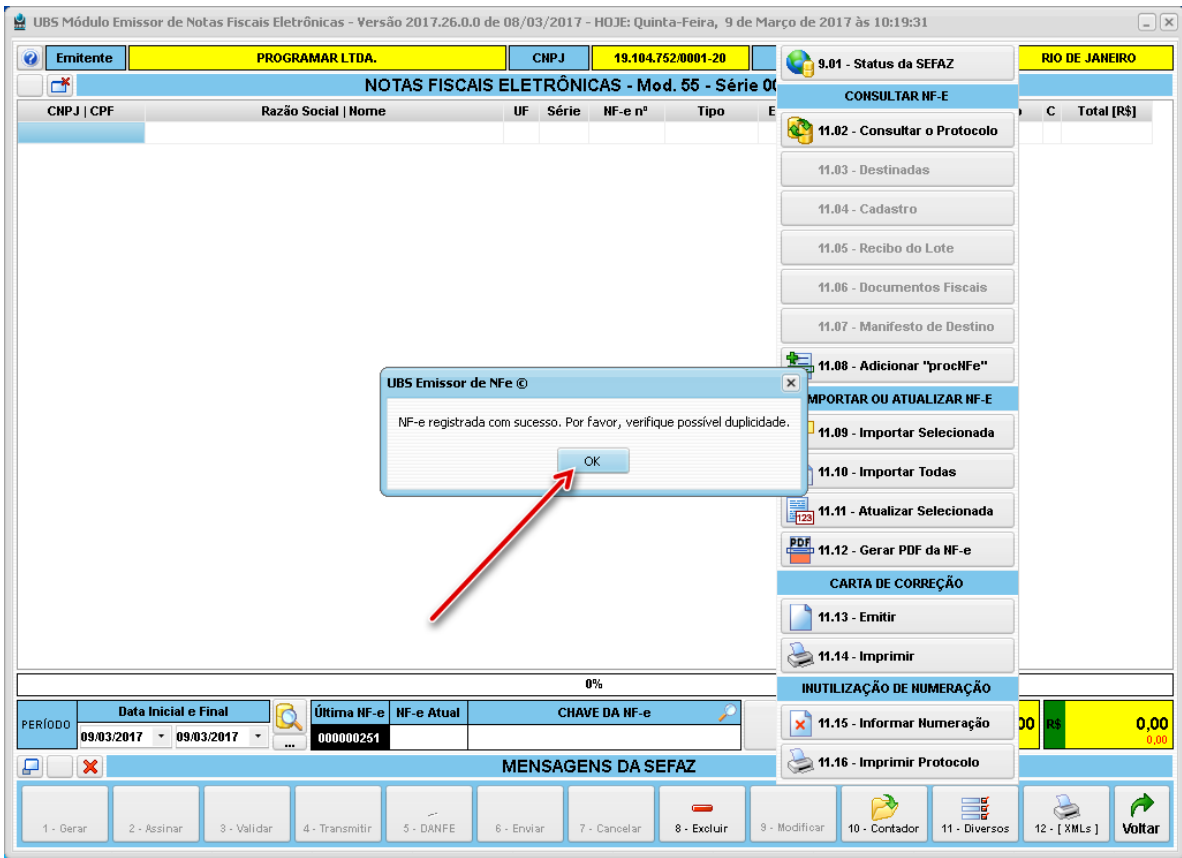 UBS Módulo Emissor de Notas Fiscais Eletrônicas - Versão 2017.26.0.0 de 08/03/2017 - HOJE: Quinta-Feira, 9 de Março de 2017 às 10:19:31
Emitente PROGRAMAR LTDA. CNPJ 19.104.752/0001-20 RIO DE JANEIRO
NOTAS FISCAIS ELETRÔNICAS - Mod. 55 - Série
CNPJ | CPF Razão Social | Nome UF Série NF-e nº Tipo C Total [R$]
9.01 - Status da SEFAZ
CONSULTAR NF-E
11.02 - Consultar o Protocolo
11.03 - Destinadas
11.04 - Cadastro
11.05 - Recibo do Lote
11.06 - Documentos Fiscais
11.07 - Manifesto de Destino
11.08 - Adicionar "procNFe"
MPORTAR OU ATUALIZAR NF-E
11.09 - Importar Selecionada
11.10 - Importar Todas
123 11.11 - Atualizar Selecionada
PDF 11.12 - Gerar PDF da NF-e
CARTA DE CORREÇÃO
11.13 - Emitir
11.14 - Imprimir
INUTILIZAÇÃO DE NUMERAÇÃO
11.15 - Informar Numeração
11.16 - Imprimir Protocolo
UBS Emissor de NFe ©
NF-e registrada com sucesso. Por favor, verifique possível duplicidade.
OK
0%
PERÍODO Data Inicial e Final Última NF-e NF-e Atual CHAVE DA NF-e
09/03/2017 09/03/2017 ... 000000251 00 R$ 0,00
0,00
MENSAGENS DA SEFAZ
1 - Gerar 2 - Assinar 3 - Validar 4 - Transmitir 5 - DANFE 6 - Enviar 7 - Cancelar 8 - Excluir 9 - Modificar 10 - Contador 11 - Diversos 12 - [ XMLs ] Voltar